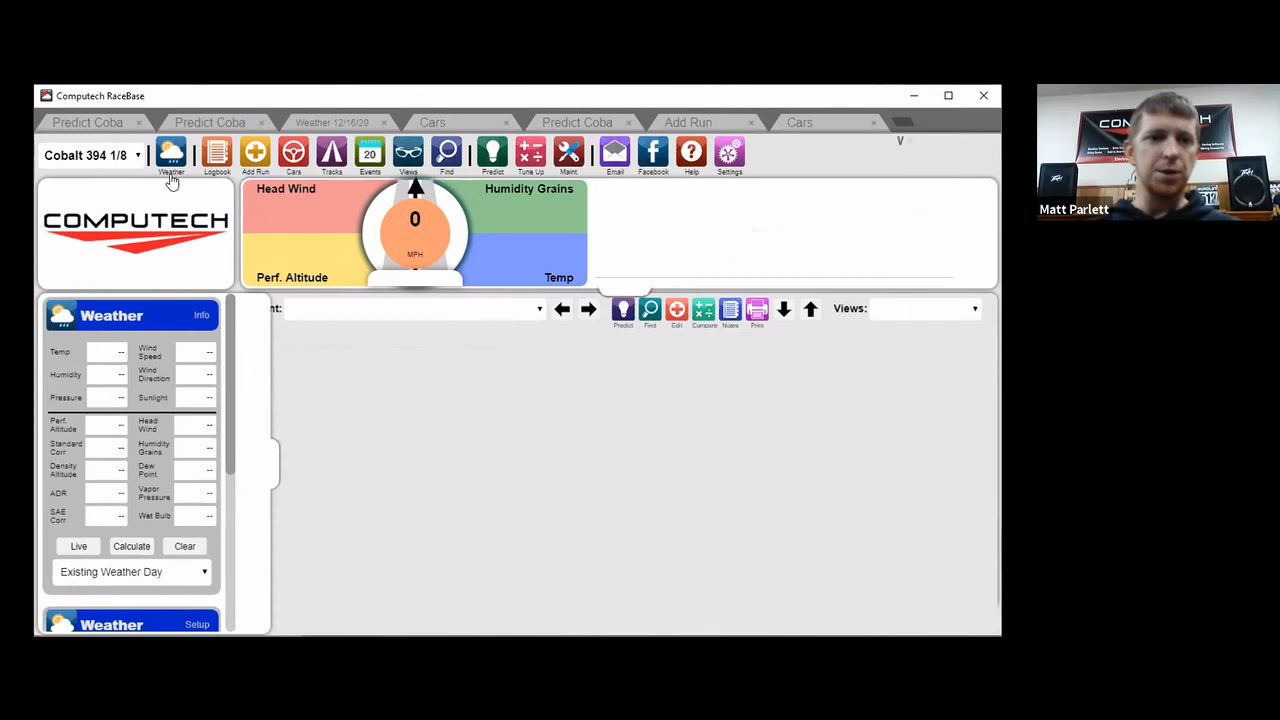 Computech RaceBase
Predict Coba × Predict Coba × Weather 12/16/20 × Cars × Predict Coba × Add Run × Cars ×
Cobalt 394 1/8
Weather Logbook Add Run Cars Tracks Events Views Find Predict Tune Up Maint. Email Facebook Help Settings
20
V
COMPUTECH
Head Wind Humidity Grains
0
MPH
Perf. Altitude Temp
Matt Parlett
Weather Info
nt: Views:
Predict Find Edit Compare Notes Print
Temp -- Wind Speed --
Humidity -- Wind Direction --
Pressure -- Sunlight --
Perf. Altitude -- Head Wind --
Standard Corr -- Humidity Grains --
Density Altitude -- Dew Point --
ADR -- Vapor Pressure --
SAE Corr -- Wet Bulb --
Live Calculate Clear
Existing Weather Day
Weather Setup